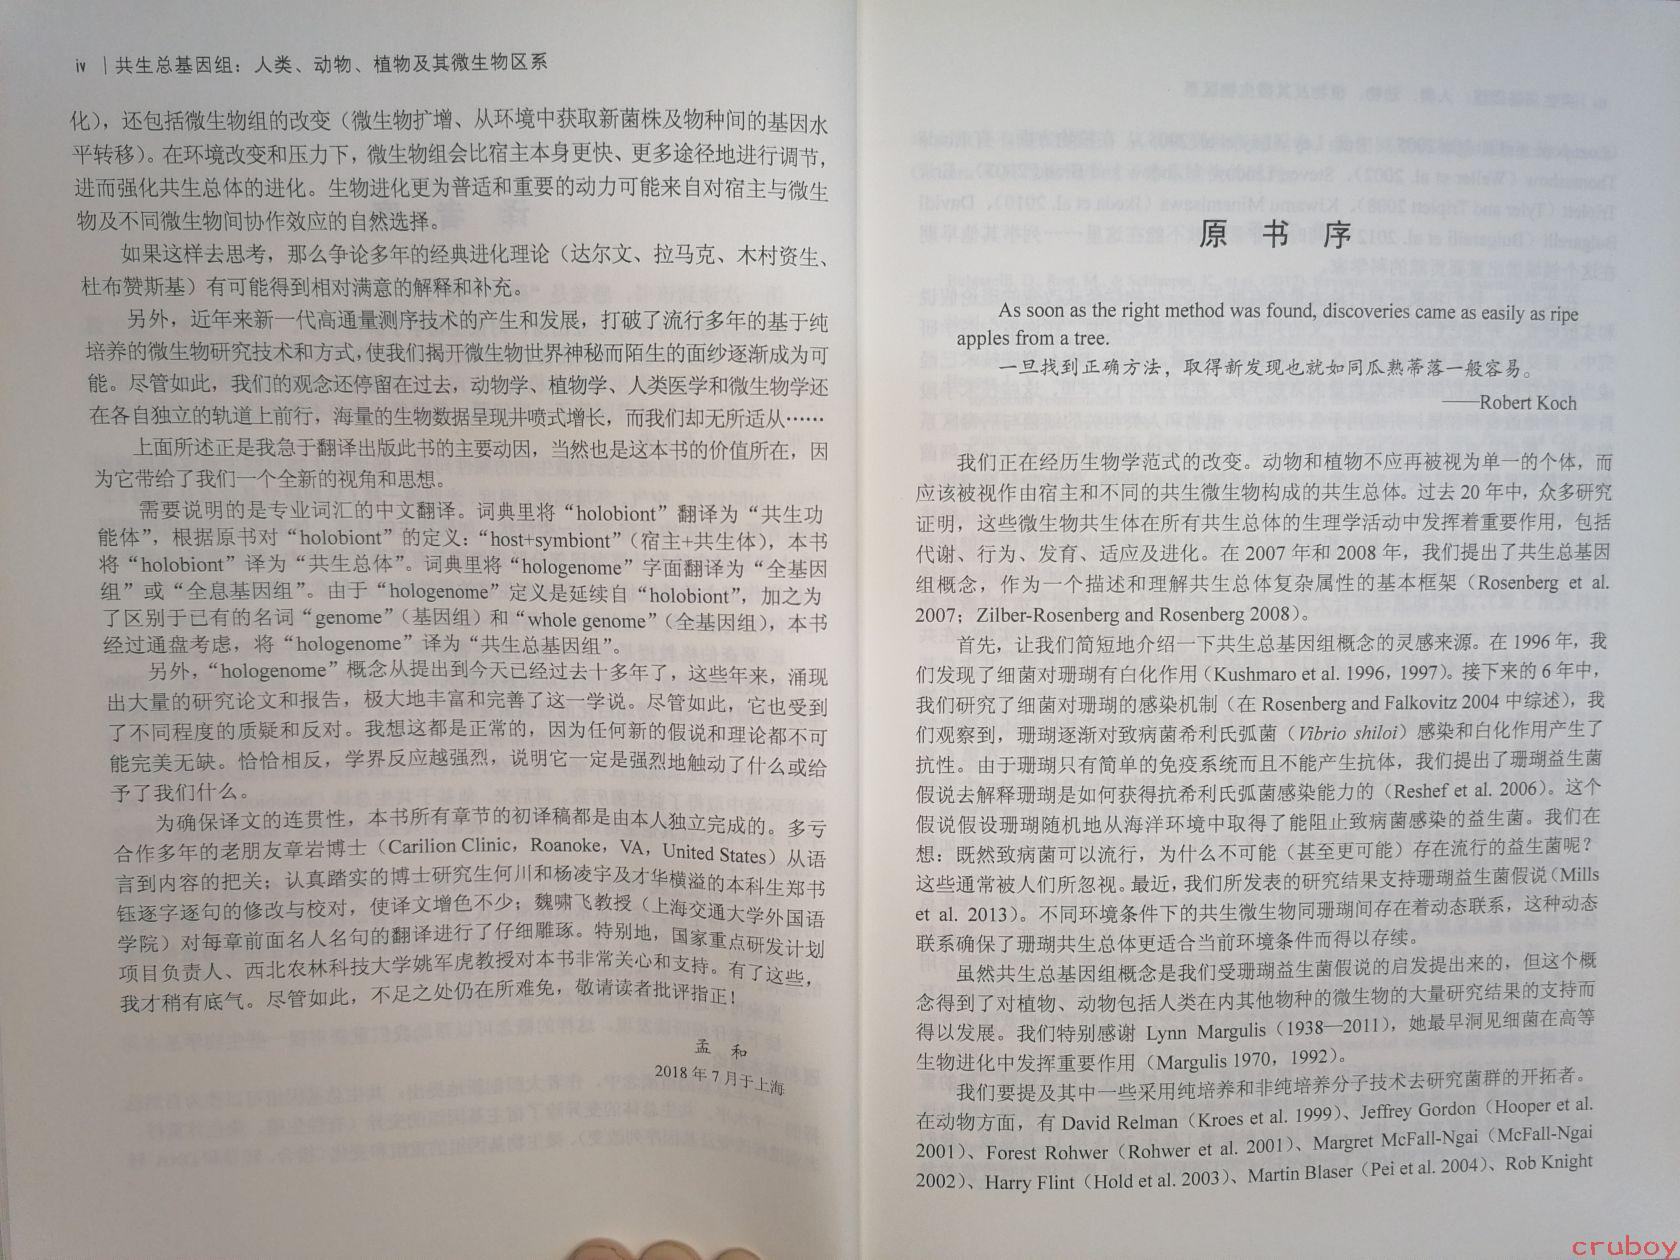 iv | 共生总基因组：人类、动物、植物及其微生物区系
化），还包括微生物组的改变（微生物扩增、从环境中获取新菌株及物种间的基因水
平转移）。在环境改变和压力下，微生物组会比宿主本身更快、更多途径地进行调节，
进而强化共生总体的进化。生物进化更为普适和重要的动力可能来自对宿主与微生
物及不同微生物间协作效应的自然选择。
如果这样去思考，那么争论多年的经典进化理论（达尔文、拉马克、木村资生、
杜布赞斯基）有可能得到相对满意的解释和补充。
另外，近年来新一代高通量测序技术的产生和发展，打破了流行多年的基于纯
培养的微生物研究技术和方式，使我们揭开微生物世界神秘而陌生的面纱逐渐成为可
能。尽管如此，我们的观念还停留在过去，动物学、植物学、人类医学和微生物学还
在各自独立的轨道上前行，海量的生物数据呈现井喷式增长，而我们却无所适从……
上面所述正是我急于翻译出版此书的主要动因，当然也是这本书的价值所在，因
为它带给了我们一个全新的视角和思想。
需要说明的是专业词汇的中文翻译。词典里将“holobiont”翻译为“共生功
能体”，根据原书对“holobiont”的定义：“host+symbiont”（宿主+共生体），本书
将“holobiont”译为“共生总体”。词典里将“hologenome”字面翻译为“全基因
组”或“全息基因组”。由于“hologenome”定义是延续自“holobiont”，加之为
了区别于已有的名词“genome”（基因组）和“whole genome”（全基因组），本书
经过通盘考虑，将“hologenome”译为“共生总基因组”。
另外，“hologenome”概念从提出到今天已经过去十多年了，这些年来，涌现
出大量的研究论文和报告，极大地丰富和完善了这一学说。尽管如此，它也受到
了不同程度的质疑和反对。我想这都是正常的，因为任何新的假说和理论都不可
能完美无缺。恰恰相反，学界反应越强烈，说明它一定是强烈地触动了什么或给
予了我们什么。
为确保译文的连贯性，本书所有章节的初译稿都是由本人独立完成的。多亏
合作多年的老朋友章岩博士（Carilion Clinic，Roanoke，VA，United States）从语
言到内容的把关；认真踏实的博士研究生何川和杨凌宇及才华横溢的本科生郑书
钰逐字逐句的修改与校对，使译文增色不少；魏啸飞教授（上海交通大学外国语
学院）对每章前面名人名句的翻译进行了仔细雕琢。特别地，国家重点研发计划
项目负责人、西北农林科技大学姚军虎教授对本书非常关心和支持。有了这些，
我才稍有底气。尽管如此，不足之处仍在所难免，敬请读者批评指正！
孟 和
2018年7月于上海
原 书 序
As soon as the right method was found, discoveries came as easily as ripe
apples from a tree.
一旦找到正确方法，取得新发现也就如同瓜熟蒂落一般容易。
——Robert Koch
我们正在经历生物学范式的改变。动物和植物不应再被视为单一的个体，而
应该被视作由宿主和不同的共生微生物构成的共生总体。过去 20 年中，众多研究
证明，这些微生物共生体在所有共生总体的生理学活动中发挥着重要作用，包括
代谢、行为、发育、适应及进化。在 2007 年和 2008 年，我们提出了共生总基因
组概念，作为一个描述和理解共生总体复杂属性的基本框架（Rosenberg et al.
2007；Zilber-Rosenberg and Rosenberg 2008）。
首先，让我们简短地介绍一下共生总基因组概念的灵感来源。在 1996 年，我
们发现了细菌对珊瑚有白化作用（Kushmaro et al. 1996, 1997）。接下来的 6 年中，
我们研究了细菌对珊瑚的感染机制（在 Rosenberg and Falkovitz 2004 中综述），我
们观察到，珊瑚逐渐对致病菌希利氏弧菌（Vibrio shiloi）感染和白化作用产生了
抗性。由于珊瑚只有简单的免疫系统而且不能产生抗体，我们提出了珊瑚益生菌
假说去解释珊瑚是如何获得抗希利氏弧菌感染能力的（Reshef et al. 2006）。这个
假说假设珊瑚随机地从海洋环境中取得了能阻止致病菌感染的益生菌。我们在
想：既然致病菌可以流行，为什么不可能（甚至更可能）存在流行的益生菌呢？
这些通常被人们所忽视。最近，我们所发表的研究结果支持珊瑚益生菌假说（Mills
et al. 2013）。不同环境条件下的共生微生物同珊瑚间存在着动态联系，这种动态
联系确保了珊瑚共生总体更适合当前环境条件而得以存续。
虽然共生总基因组概念是我们受珊瑚益生菌假说的启发提出来的，但这个概
念得到了对植物、动物包括人类在内其他物种的微生物的大量研究结果的支持而
得以发展。我们特别感谢 Lynn Margulis（1938—2011），她最早洞见细菌在高等
生物进化中发挥重要作用（Margulis 1970，1992）。
我们要提及其中一些采用纯培养和非纯培养分子技术去研究菌群的开拓者。
在动物方面，有 David Relman（Kroes et al. 1999）、Jeffrey Gordon（Hooper et al.
2001）、Forest Rohwer（Rohwer et al. 2001）、Margret McFall-Ngai（McFall-Ngai
2002）、Harry Flint（Hold et al. 2003）、Martin Blaser（Pei et al. 2004）、Rob Knight
cruboy